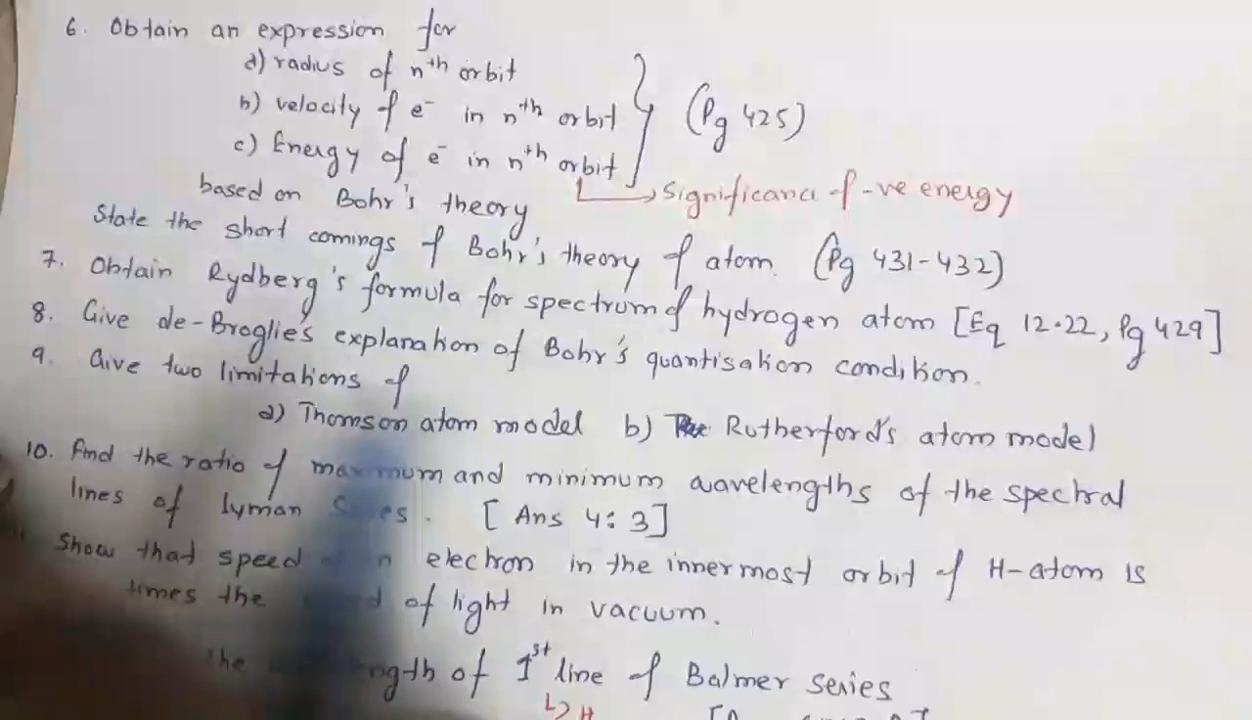 6. Obtain an expression for
a) radius of nth orbit
b) velocity of e⁻ in nth orbit
c) Energy of e⁻ in nth orbit
(Pg 425)
based on Bohr's theory
Significance of -ve energy
State the short comings of Bohr's theory of atom. (Pg 431-432)
7. Obtain Rydberg's formula for spectrum of hydrogen atom [Eq 12.22, Pg 429]
8. Give de-Broglie's explanation of Bohr's quantisation condition.
9. Give two limitations of
a) Thomson atom model b) Rutherford's atom model
10. Find the ratio of maximum and minimum wavelengths of the spectral
lines of Lyman [Ans 4:3]
Show that speed electron in the innermost orbit of H-atom is
times the of light in vacuum.
the of 1st line of Balmer series
H